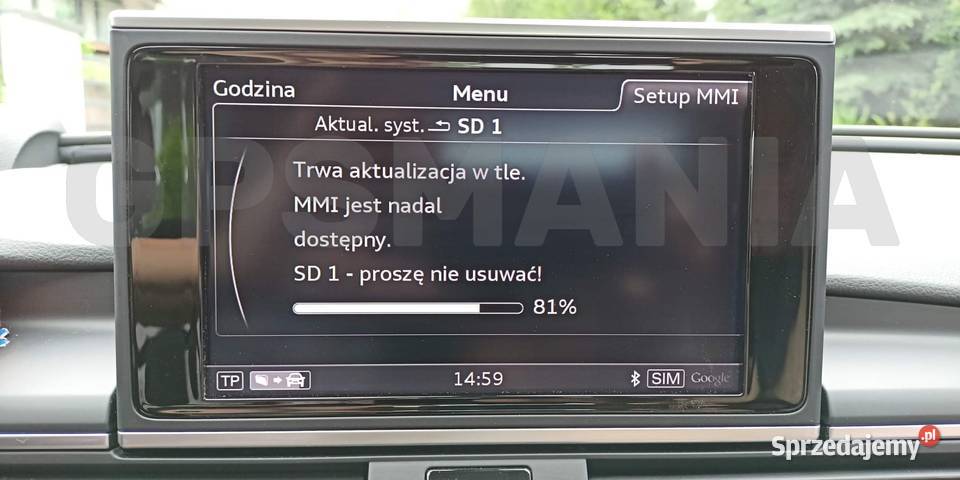 Godzina Menu Setup MMI
Aktual. syst. SD 1
Trwa aktualizacja w tle.
MMI jest nadal
dostępny.
SD 1 - proszę nie usuwać!
81%
TP 14:59 SIM Google
GPSMANIA
Sprzedajemy.pl